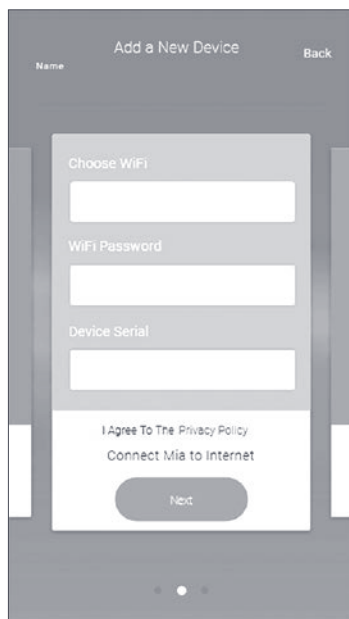 Add a New Device
Back
Name
Choose WiFi
WiFi Password
Device Serial
I Agree To The Privacy Policy
Connect Mia to Internet
Next